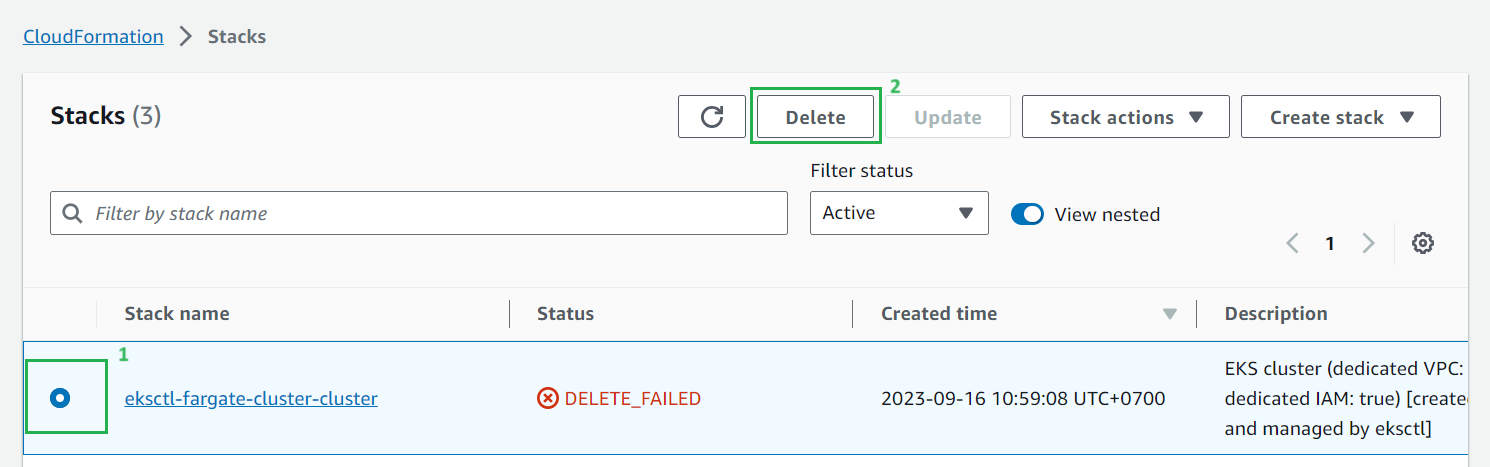 CloudFormation > Stacks
2
Stacks (3)
Delete
Update
Stack actions
Create stack
Filter status
Filter by stack name
Active
View nested
1
Stack name
Status
Created time
Description
1
eksctl-fargate-cluster-cluster
DELETE_FAILED
2023-09-16 10:59:08 UTC+0700
EKS cluster (dedicated VPC:
dedicated IAM: true) [created
and managed by eksctl]